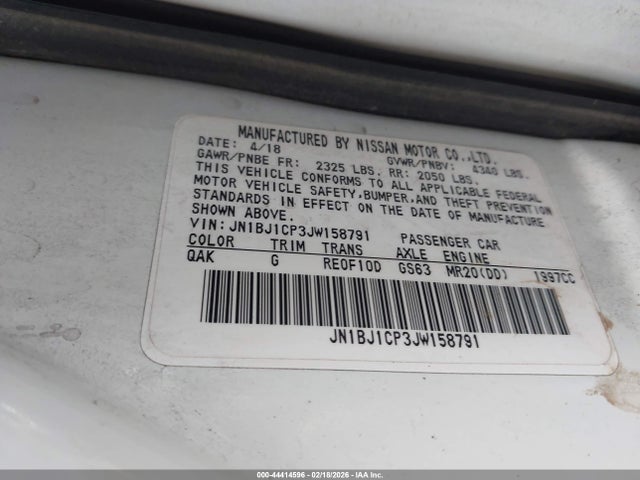 MANUFACTURED BY NISSAN MOTOR CO.,LTD.
DATE: 4/18 GVWR/PNBV: 4340 LBS.
GAWR/PNBE FR: 2325 LBS. RR: 2050 LBS.
THIS VEHICLE CONFORMS TO ALL APPLICABLE FEDERAL
MOTOR VEHICLE SAFETY,BUMPER,AND THEFT PREVENTION
STANDARDS IN EFFECT ON THE DATE OF MANUFACTURE
SHOWN ABOVE.
VIN: JN1BJ1CP3JW158791 PASSENGER CAR
COLOR TRIM TRANS AXLE ENGINE
QAK G RE0F10D GS63 MR20(DD) 1997CC
JN1BJ1CP3JW158791
000-44414596 - 02/18/2026 - IAA Inc.